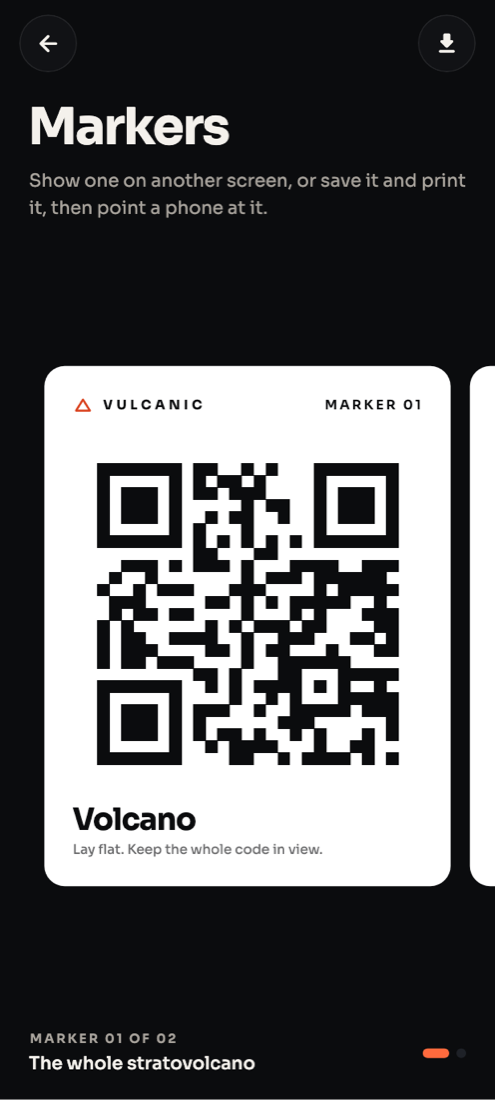 Markers
Show one on another screen, or save it and print
it, then point a phone at it.
VULCANIC
MARKER 01
Volcano
Lay flat. Keep the whole code in view.
MARKER 01 OF 02
The whole stratovolcano